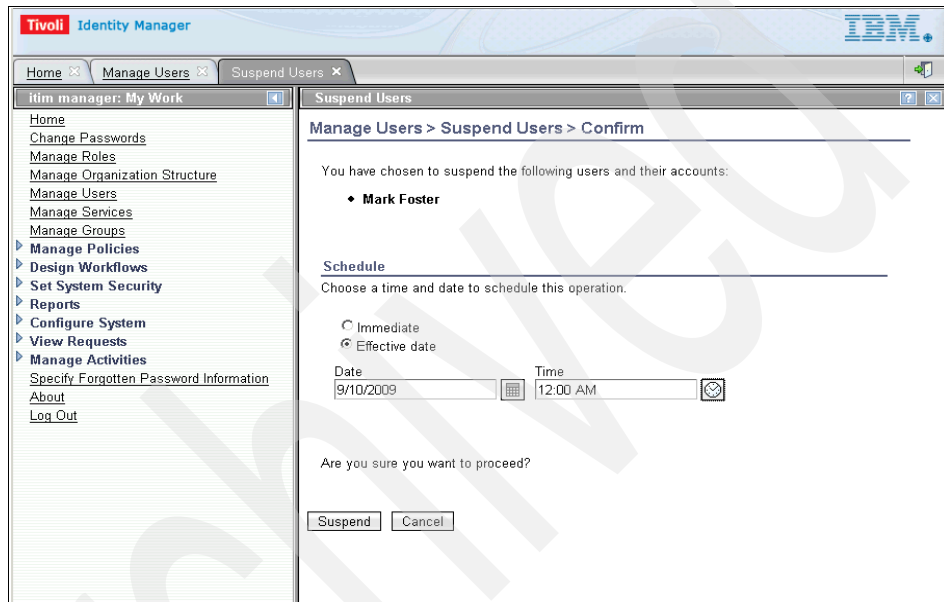 Tivoli Identity Manager
IBM.
Home Manage Users Suspend Users
itim manager: My Work
Home
Change Passwords
Manage Roles
Manage Organization Structure
Manage Users
Manage Services
Manage Groups
Manage Policies
Design Workflows
Set System Security
Reports
Configure System
View Requests
Manage Activities
Specify Forgotten Password Information
About
Log Out
Suspend Users ?
Manage Users > Suspend Users > Confirm
You have chosen to suspend the following users and their accounts:
Mark Foster
Schedule
Choose a time and date to schedule this operation.
Immediate
Effective date
Date Time
9/10/2009 12:00 AM
Are you sure you want to proceed?
Suspend Cancel